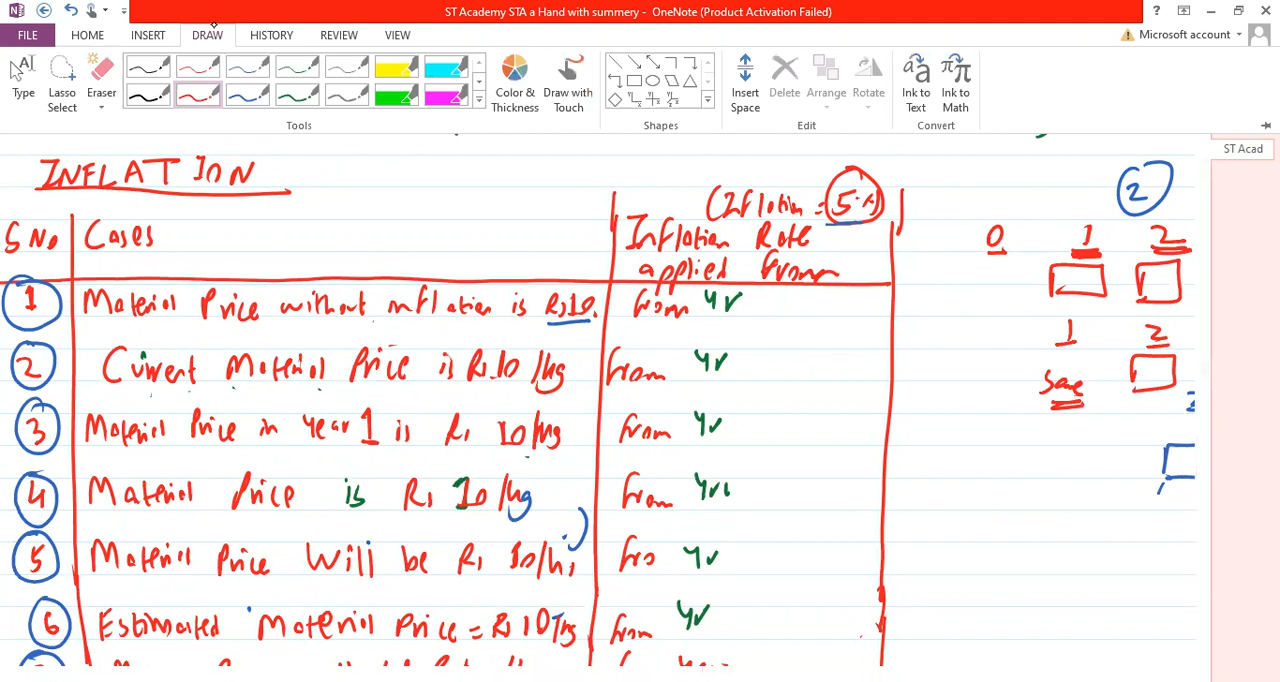 ST Academy STA a Hand with summery - OneNote (Product Activation Failed)
FILE HOME INSERT DRAW HISTORY REVIEW VIEW Microsoft account
Type Lasso Select Eraser Color & Thickness Draw with Touch Insert Space Delete Arrange Rotate Ink to Text Ink to Math
Tools Shapes Edit Convert
ST Acad
INFLATION
(Inflation = 5%)
2
S No Cases Inflation Rate applied from
0 1 2
1 Material Price without inflation is Rs10. from yr
1 2
2 Current Material Price is Rs.10/kg from yr
Same
3 Material Price in year 1 is Rs 10/kg from yr
4 Material Price is Rs 10/kg from yr
5 Material Price Will be Rs 10/ yr
6 Estimated Material Price = Rs 10/kg from yr